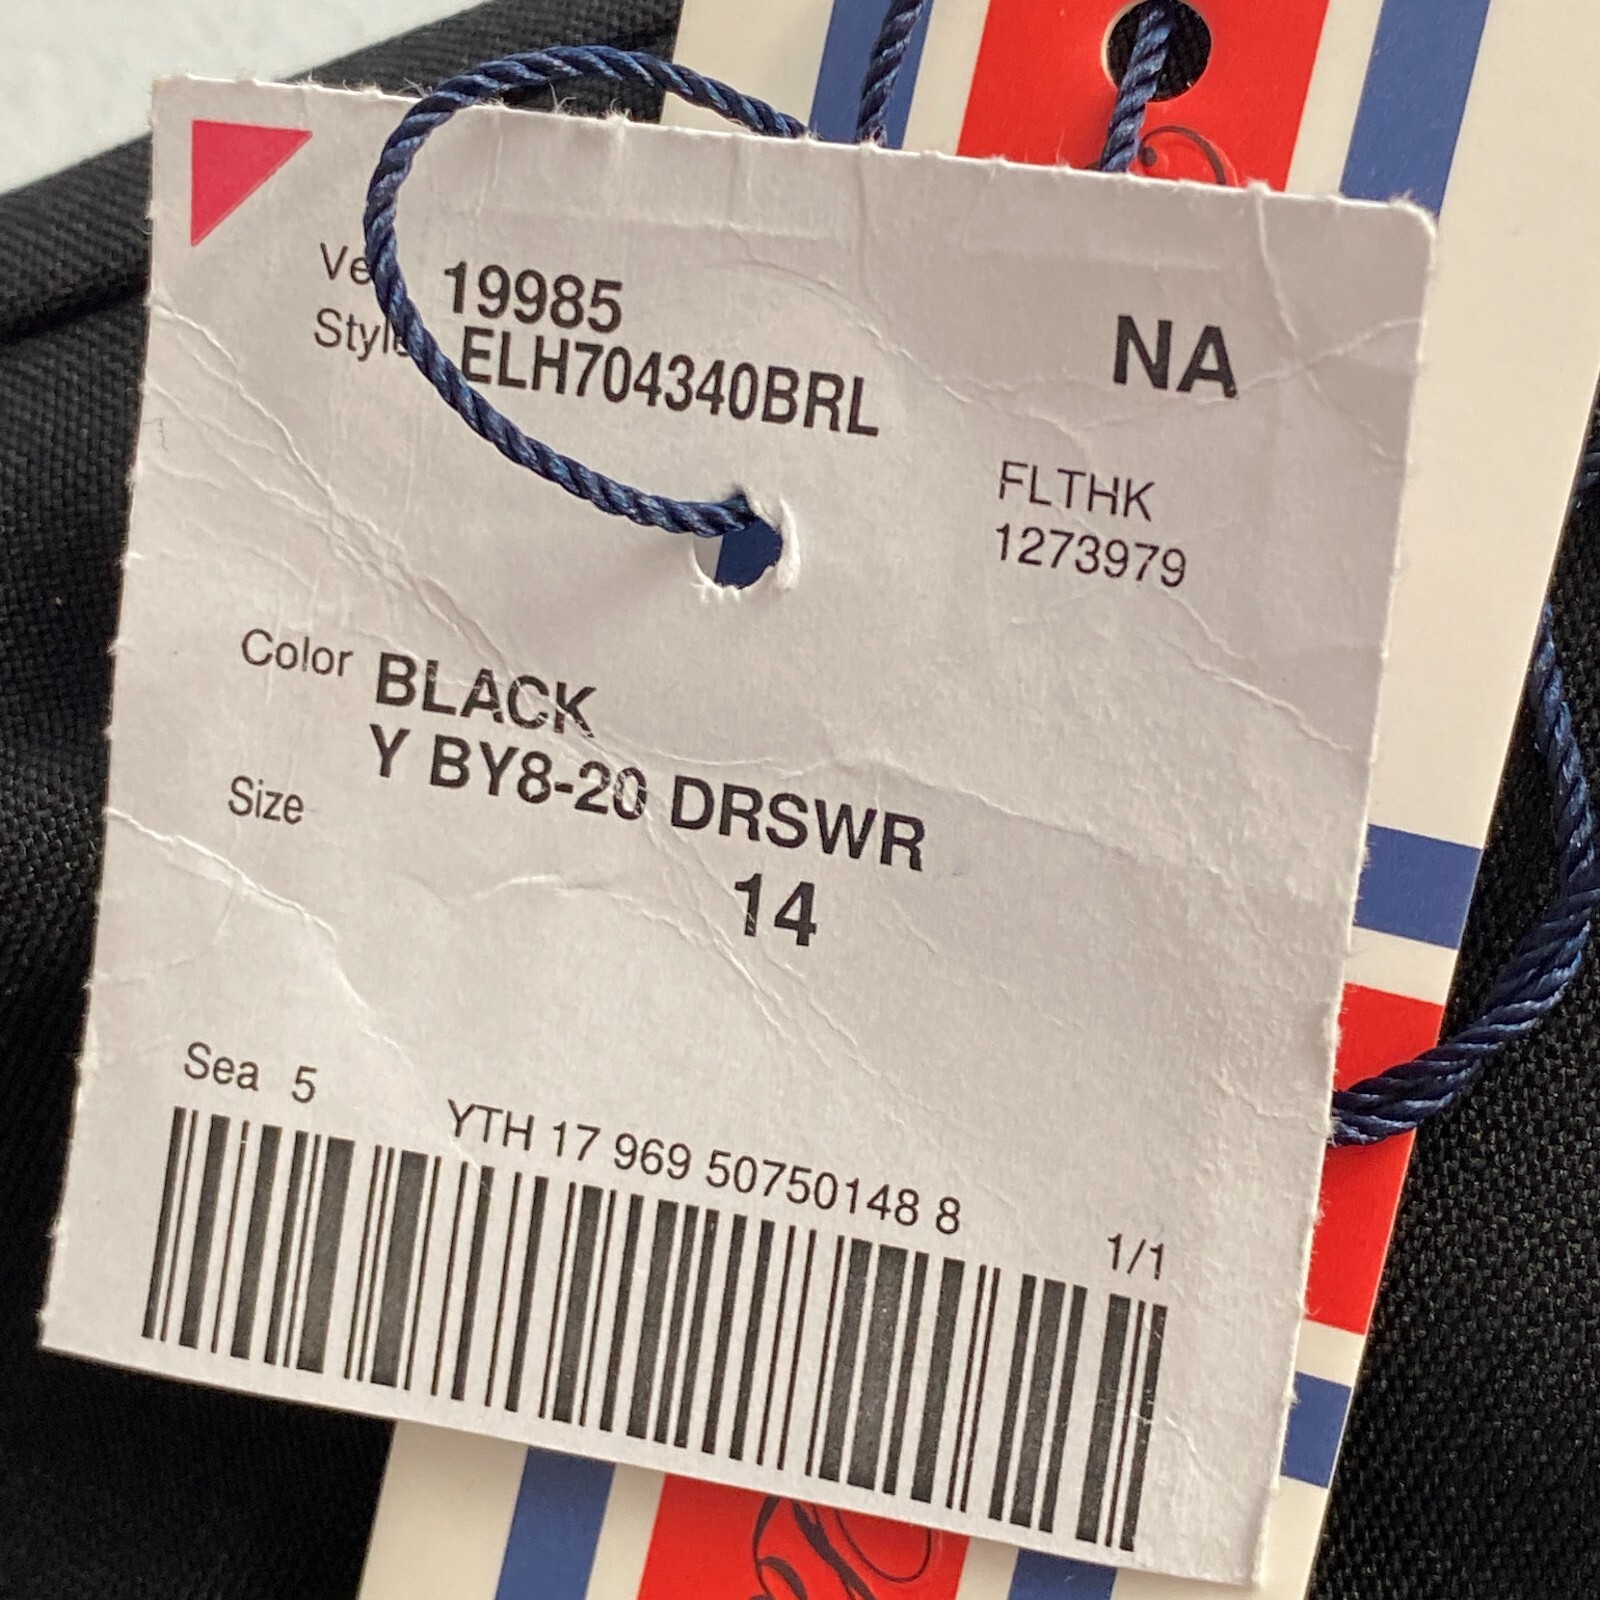 19985
NA
Style ELH704340BRL
FLTHK
1273979
Color BLACK
Y BY8-20 DRSWR
Size
14
Sea 5
YTH 17 969 50750148 8
1/1